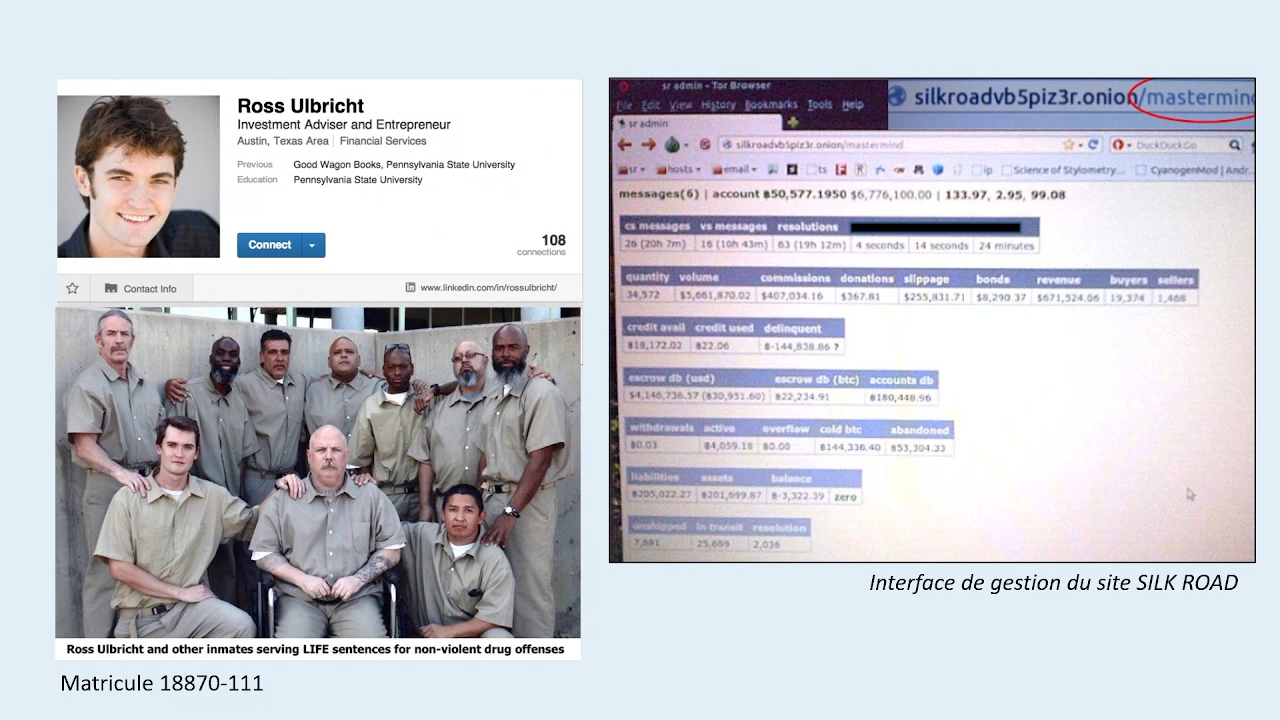 Ross Ulbricht
Investment Adviser and Entrepreneur
Austin, Texas Area | Financial Services
Previous Good Wagon Books, Pennsylvania State University
Education Pennsylvania State University
Connect
108
connections
Contact Info
www.linkedin.com/in/rossulbricht/
Ross Ulbricht and other inmates serving LIFE sentences for non-violent drug offenses
Matricule 18870-111
sr admin - Tor Browser
File Edit View History Bookmarks Tools Help
silkroadvb5piz3r.onion/mastermind
sr admin
silkroadvb5piz3r.onion/mastermind
DuckDuckGo
sr hosts email ts ip Science of Stylometry... CyanogenMod | Andr...
messages(6) | account ฿50,577.1950 $6,776,100.00 | 133.97, 2.95, 99.08
cs messages vs messages resolutions
26 (20h 7m) 16 (10h 43m) 63 (19h 12m) 4 seconds 14 seconds 24 minutes
quantity volume commissions donations slippage bonds revenue buyers sellers
34,572 $5,661,870.02 $407,034.16 $367.81 $255,831.71 $8,290.37 $671,524.06 19,374 1,468
credit avail credit used delinquent
฿18,172.02 ฿22.06 ฿-144,838.86 ?
escrow db (usd) escrow db (btc) accounts db
$4,146,736.57 (฿30,951.60) ฿22,234.91 ฿180,448.96
withdrawals active overflow cold btc abandoned
฿0.03 ฿4,059.18 ฿0.00 ฿144,336.40 ฿53,304.33
liabilities assets balance
฿205,022.27 ฿201,699.87 ฿-3,322.39 zero
unshipped in transit resolution
7,681 25,689 2,036
Interface de gestion du site SILK ROAD